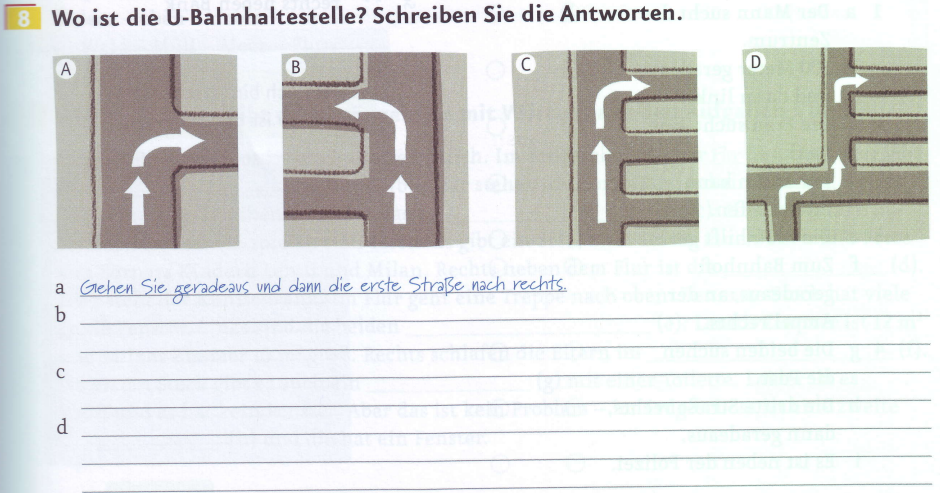 8 Wo ist die U-Bahnhaltestelle? Schreiben Sie die Antworten.
A
B
C
D
a Gehen Sie geradeaus und dann die erste Straße nach rechts.
b
c
d